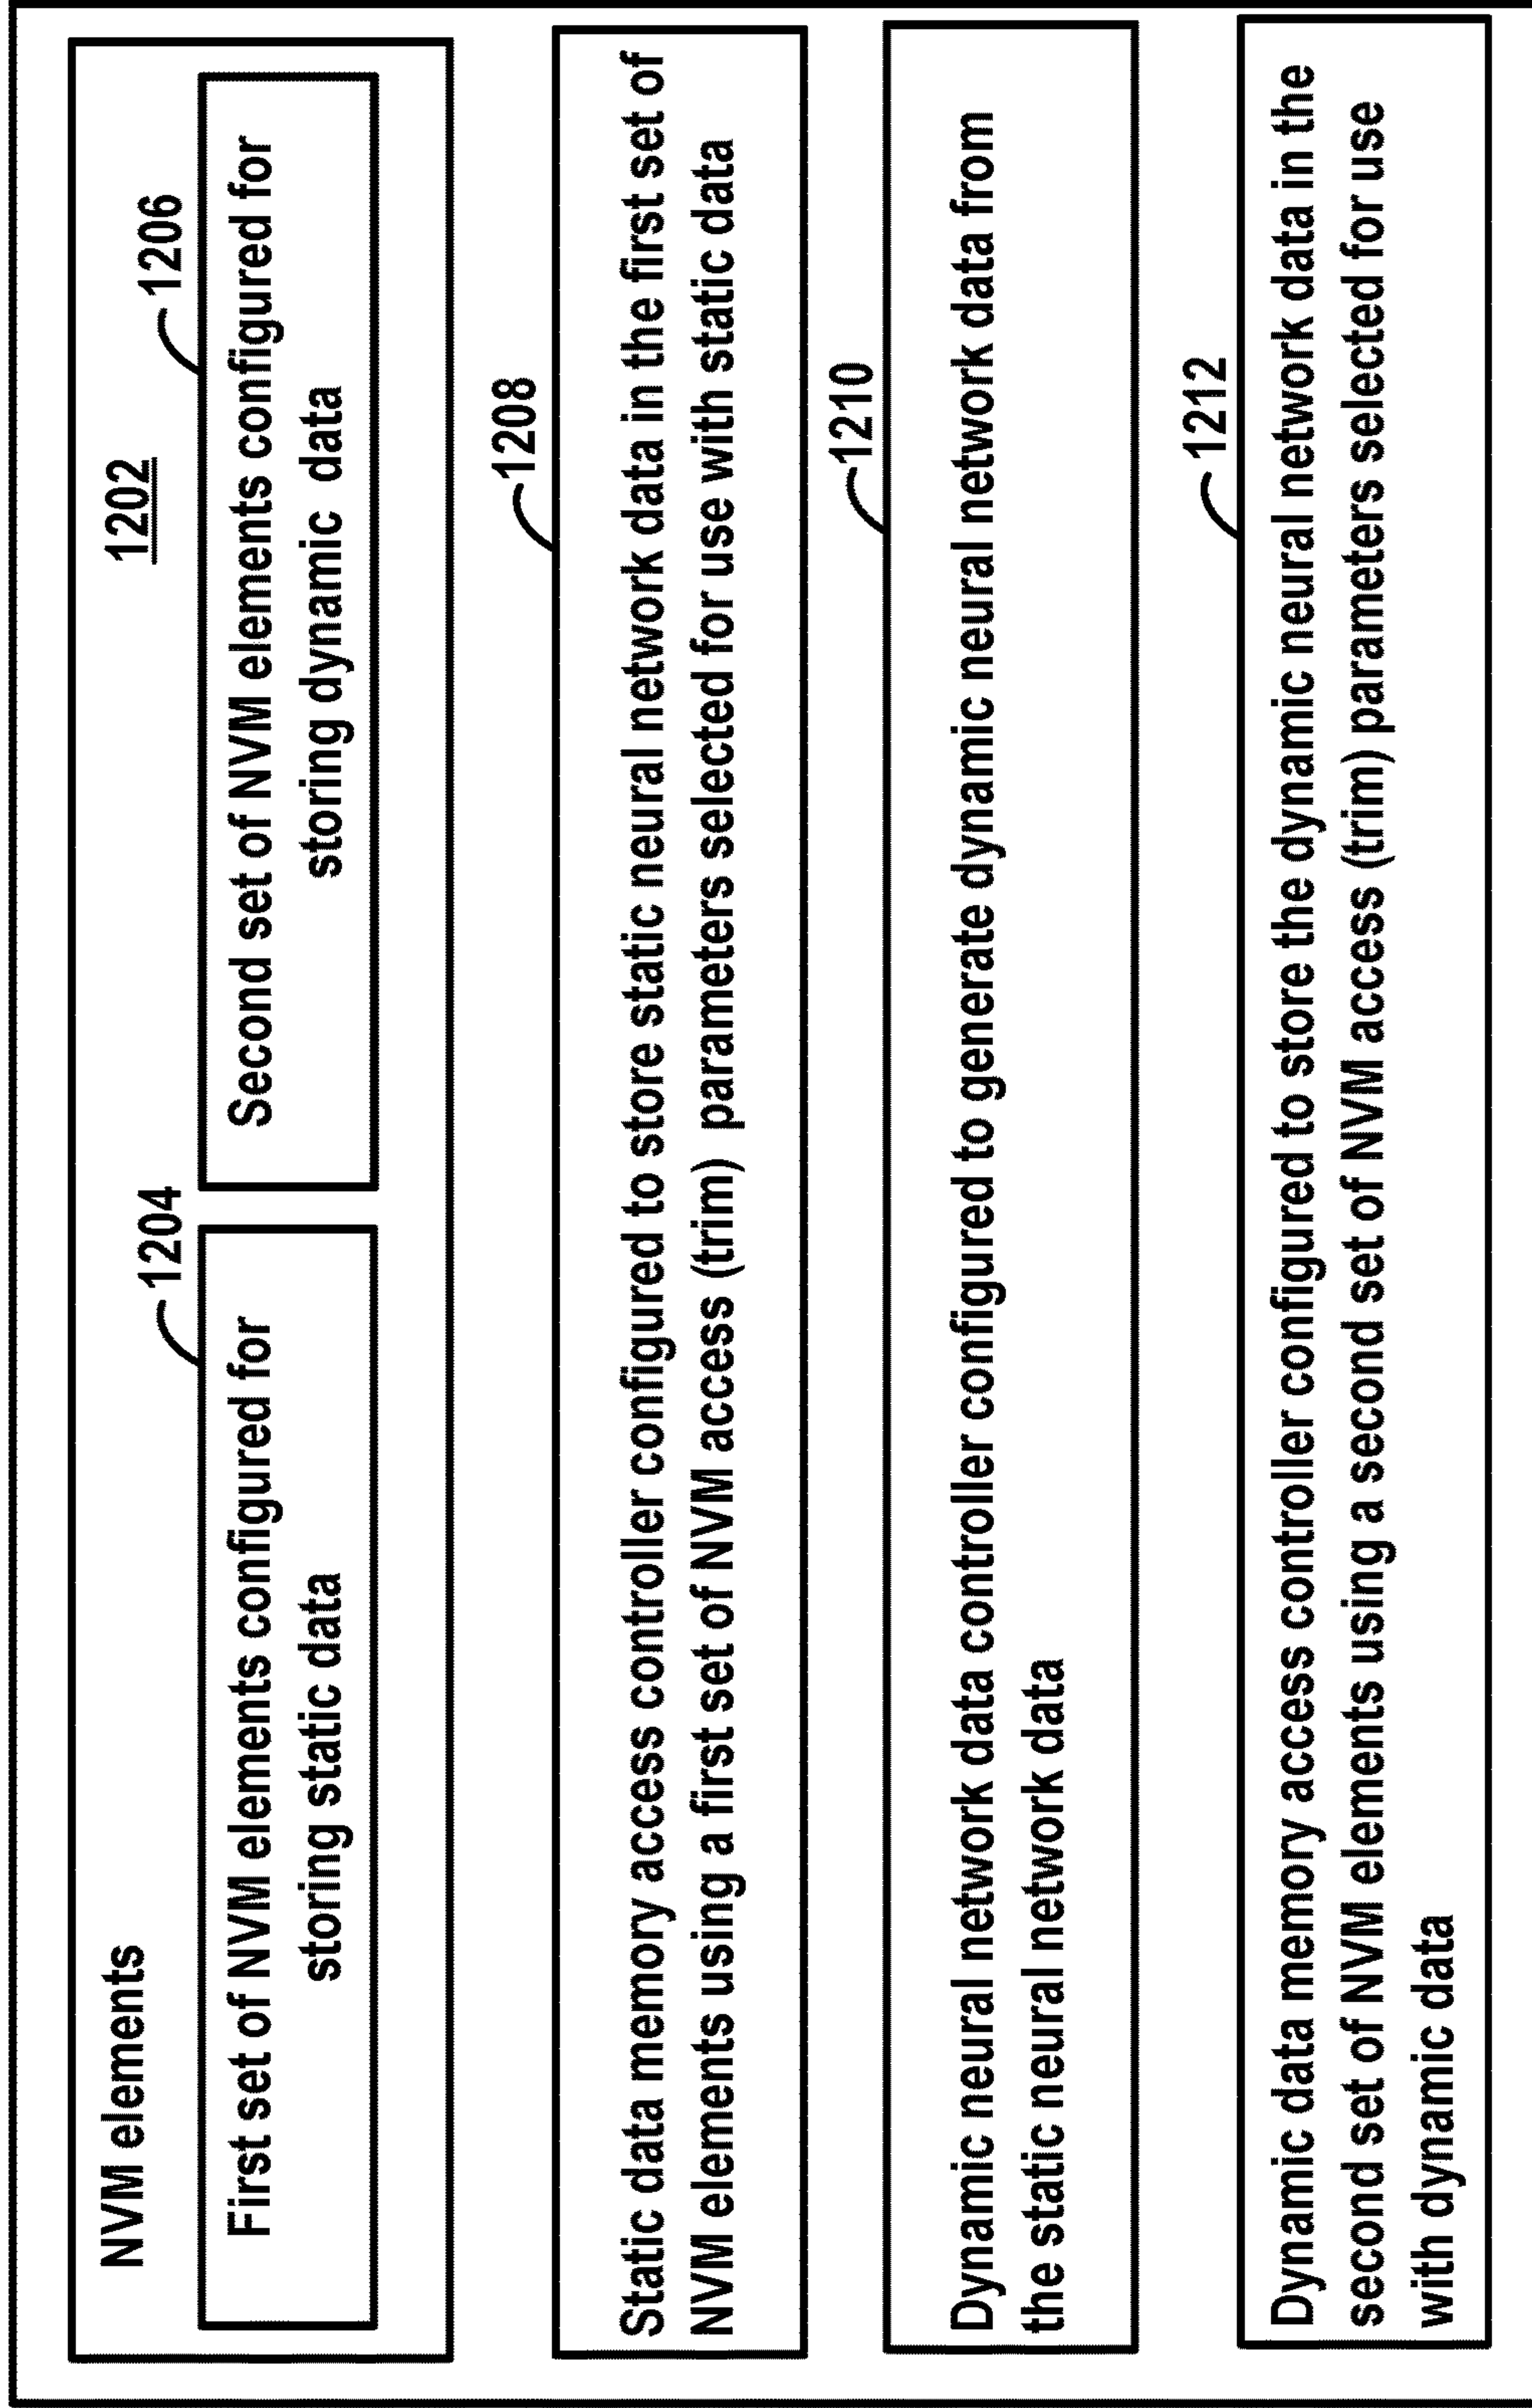 NVM elements
1202
1204
First set of NVM elements configured for
storing static data
1206
Second set of NVM elements configured for
storing dynamic data
1208
Static data memory access controller configured to store static neural network data in the first set of
NVM elements using a first set of NVM access (trim) parameters selected for use with static data
1210
Dynamic neural network data controller configured to generate dynamic neural network data from
the static neural network data
1212
Dynamic data memory access controller configured to store the dynamic neural network data in the
second set of NVM elements using a second set of NVM access (trim) parameters selected for use
with dynamic data